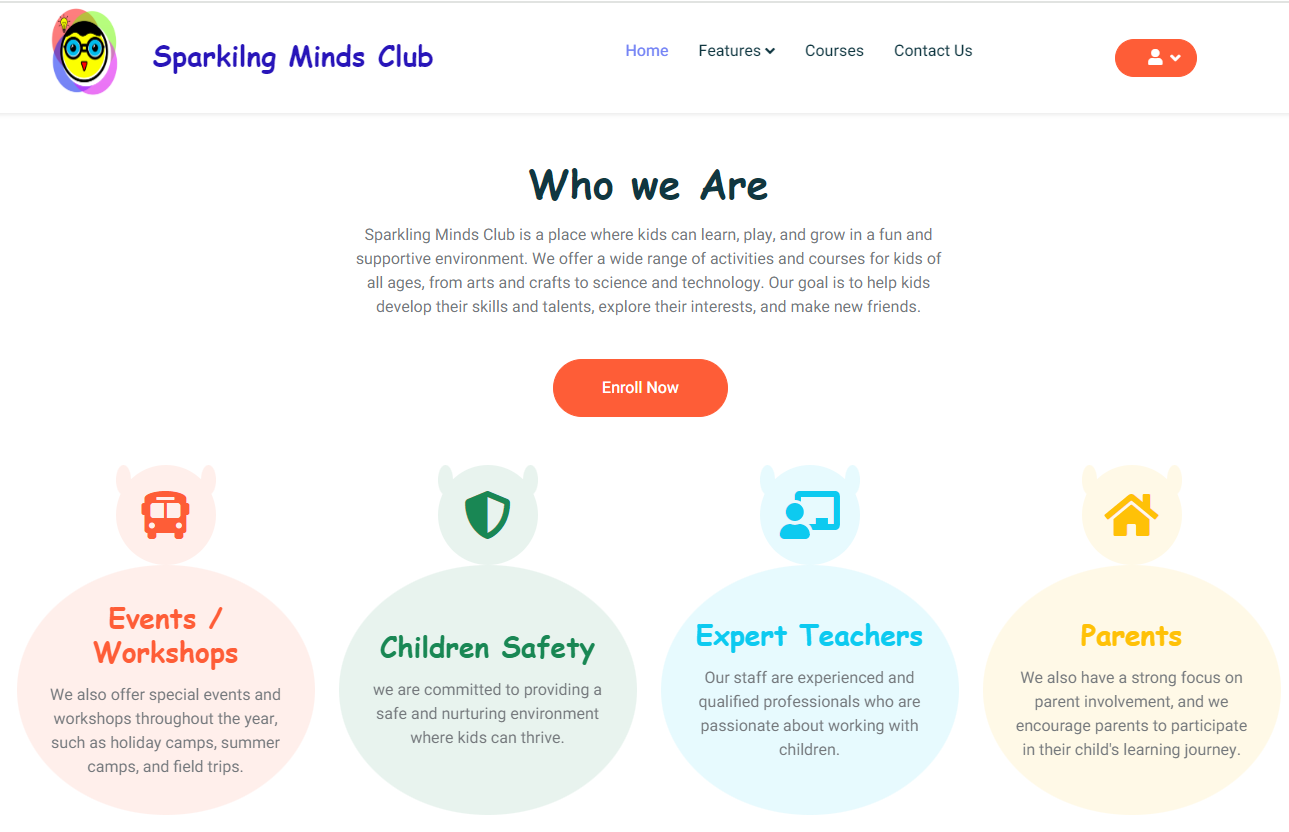 Sparkilng Minds Club
Home Features Courses Contact Us
Who we Are
Sparkling Minds Club is a place where kids can learn, play, and grow in a fun and
supportive environment. We offer a wide range of activities and courses for kids of
all ages, from arts and crafts to science and technology. Our goal is to help kids
develop their skills and talents, explore their interests, and make new friends.
Enroll Now
Events /
Workshops
We also offer special events and
workshops throughout the year,
such as holiday camps, summer
camps, and field trips.
Children Safety
we are committed to providing a
safe and nurturing environment
where kids can thrive.
Expert Teachers
Our staff are experienced and
qualified professionals who are
passionate about working with
children.
Parents
We also have a strong focus on
parent involvement, and we
encourage parents to participate
in their child's learning journey.